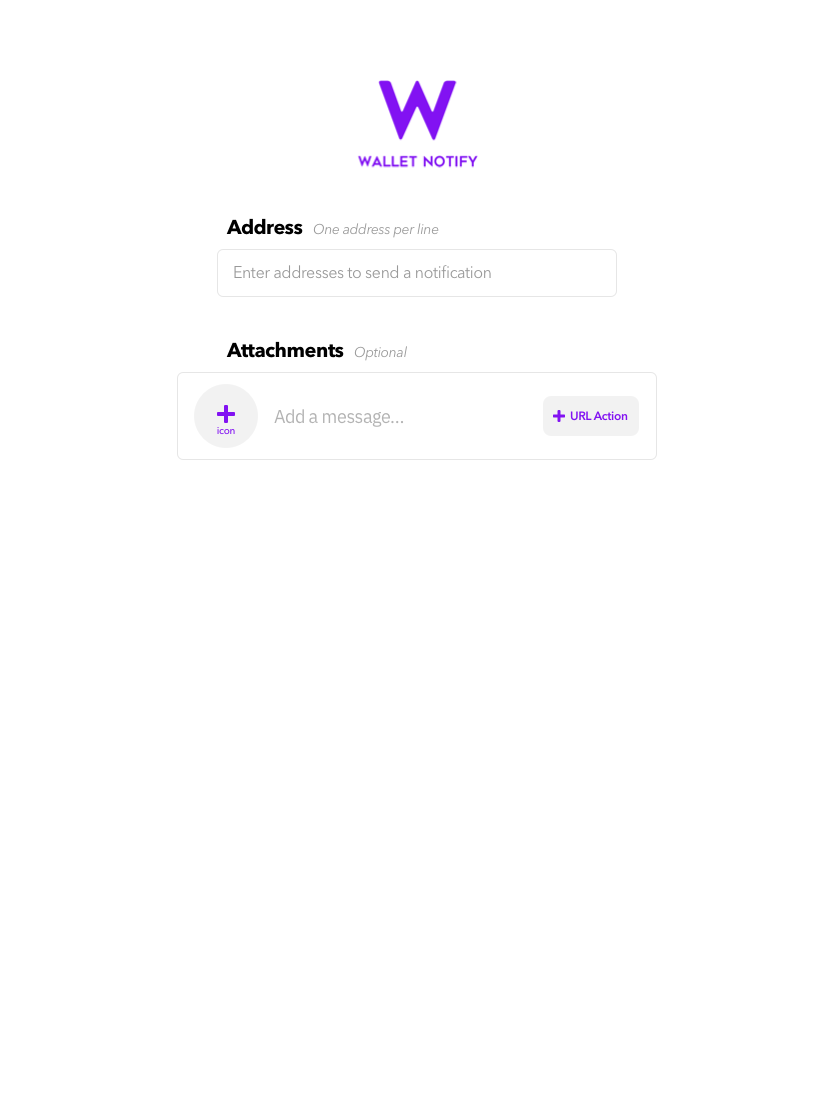 W
WALLET NOTIFY
Address One address per line
Enter addresses to send a notification
Attachments Optional
icon
Add a message...
URL Action